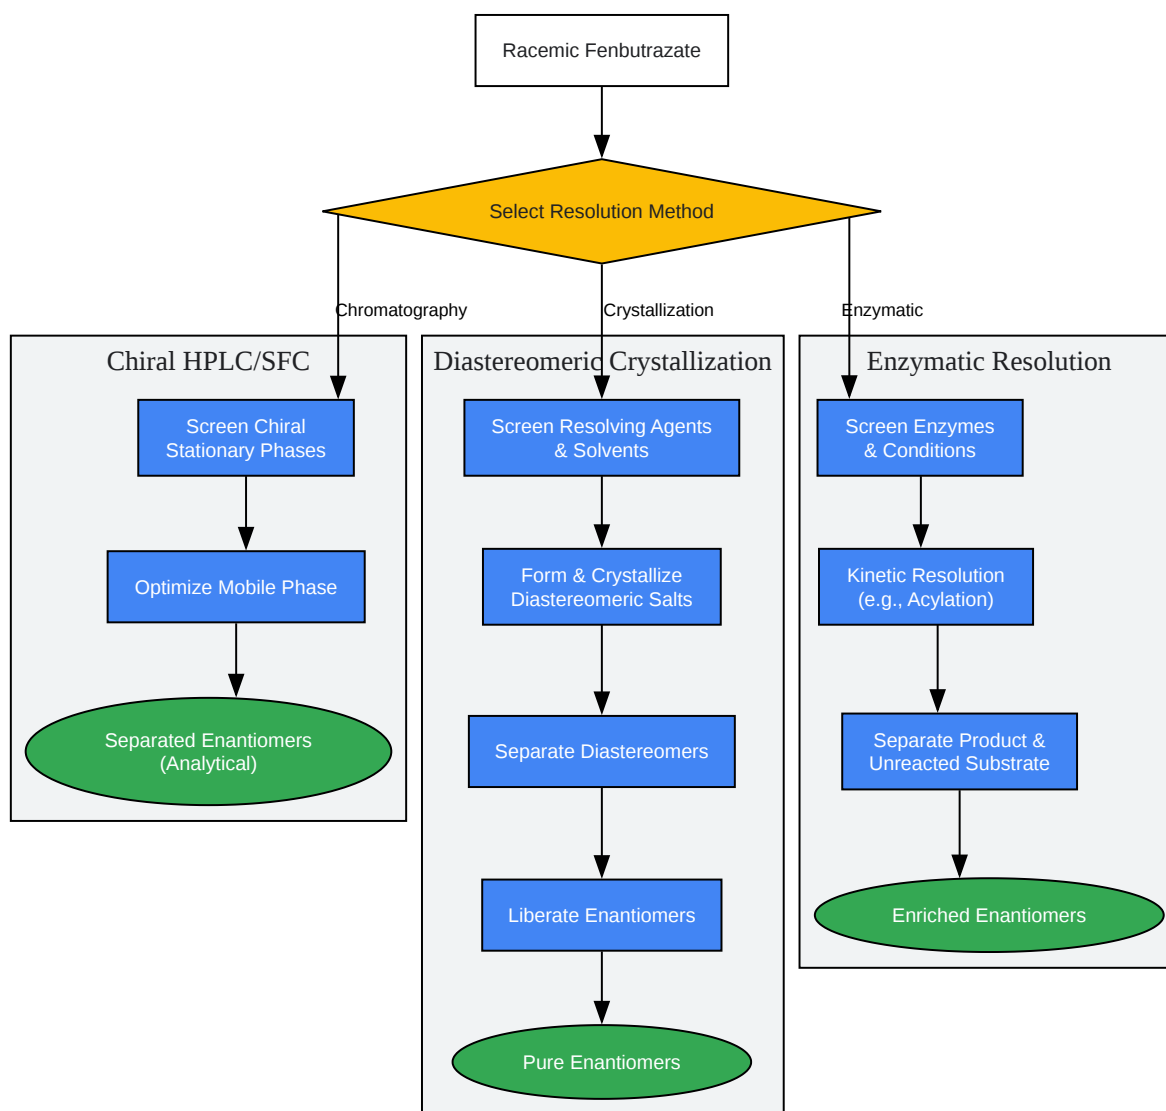 Racemic Fenbutrazate
Select Resolution Method
Chromatography
Crystallization
Enzymatic
Chiral HPLC/SFC
Screen Chiral
Stationary Phases
Optimize Mobile Phase
Separated Enantiomers
(Analytical)
Diastereomeric Crystallization
Screen Resolving Agents
& Solvents
Form & Crystallize
Diastereomeric Salts
Separate Diastereomers
Liberate Enantiomers
Pure Enantiomers
Enzymatic Resolution
Screen Enzymes
& Conditions
Kinetic Resolution
(e.g., Acylation)
Separate Product &
Unreacted Substrate
Enriched Enantiomers